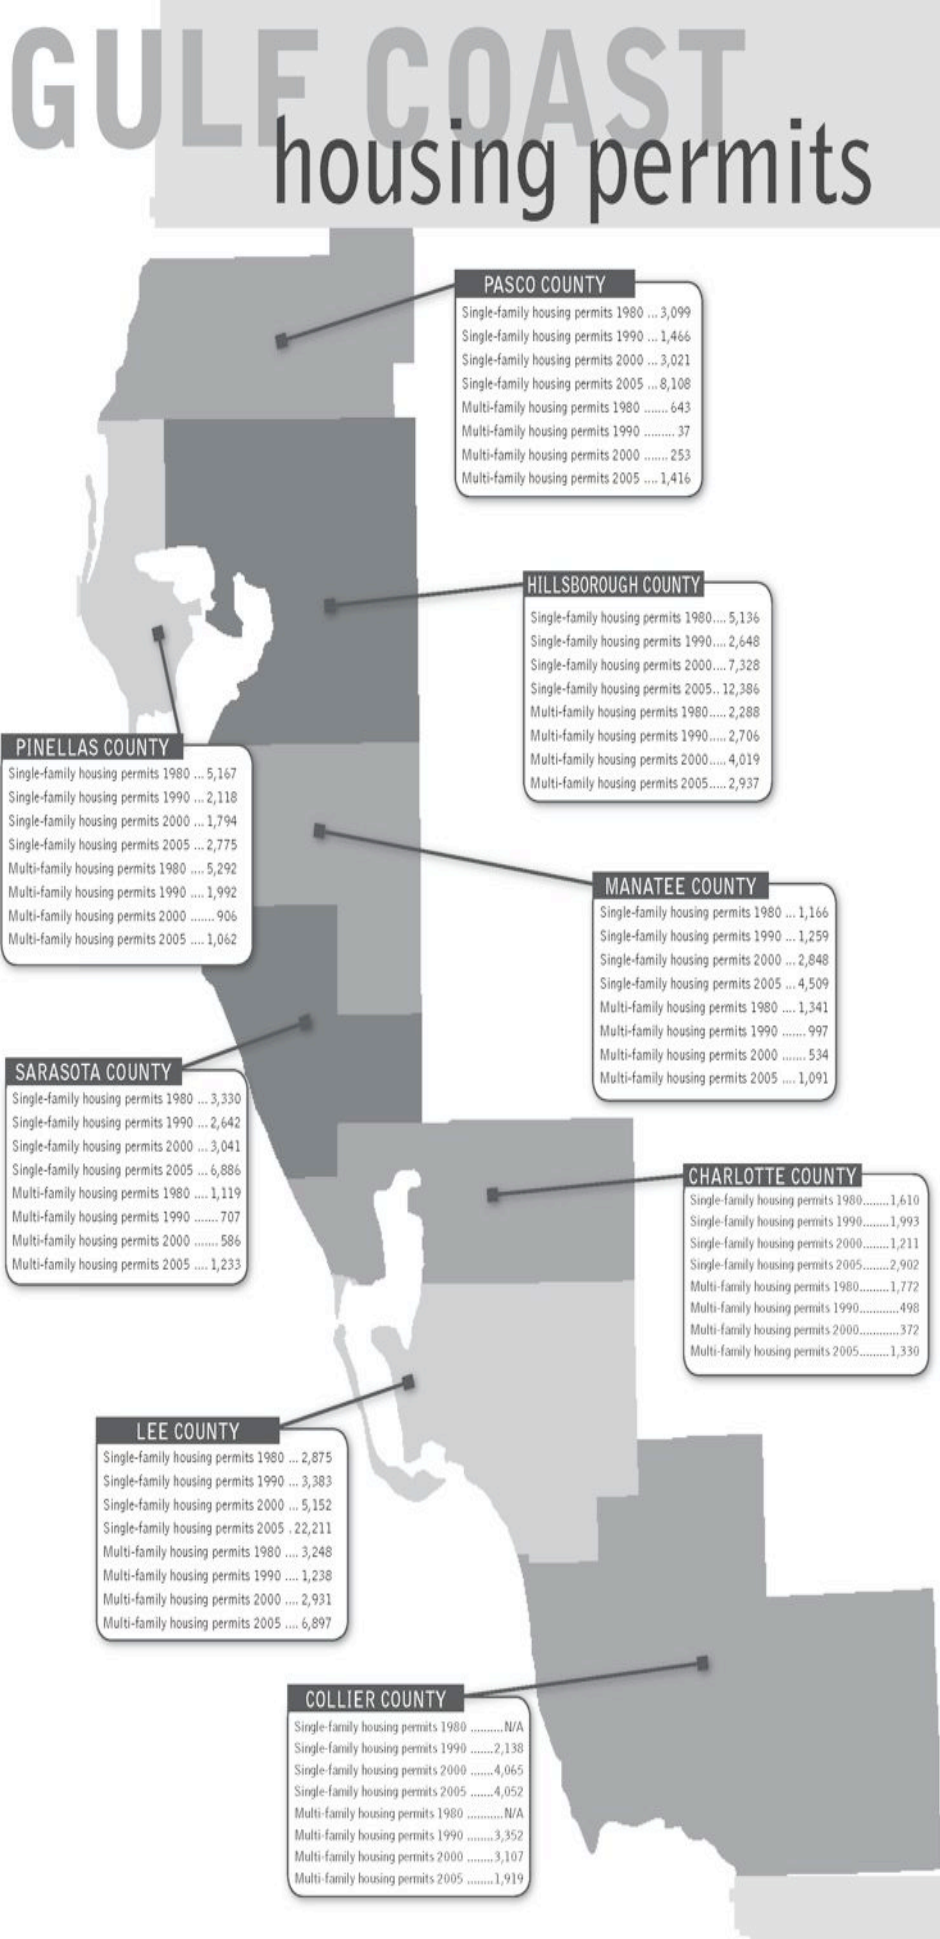 GULF COAST
housing permits
PASCO COUNTY
Single-family housing permits 1980 ... 3,099
Single-family housing permits 1990 ... 1,466
Single-family housing permits 2000 ... 3,021
Single-family housing permits 2005 ... 8,108
Multi-family housing permits 1980 ....... 643
Multi-family housing permits 1990 ......... 37
Multi-family housing permits 2000 ....... 253
Multi-family housing permits 2005 .... 1,416
HILLSBOROUGH COUNTY
Single-family housing permits 1980.... 5,136
Single-family housing permits 1990.... 2,648
Single-family housing permits 2000.... 7,328
Single-family housing permits 2005.. 12,386
Multi-family housing permits 1980..... 2,288
Multi-family housing permits 1990..... 2,706
Multi-family housing permits 2000..... 4,019
Multi-family housing permits 2005..... 2,937
PINELLAS COUNTY
Single-family housing permits 1980 ... 5,167
Single-family housing permits 1990 ... 2,118
Single-family housing permits 2000 ... 1,794
Single-family housing permits 2005 ... 2,775
Multi-family housing permits 1980 .... 5,292
Multi-family housing permits 1990 .... 1,992
Multi-family housing permits 2000 ....... 906
Multi-family housing permits 2005 .... 1,062
MANATEE COUNTY
Single-family housing permits 1980 ... 1,166
Single-family housing permits 1990 ... 1,259
Single-family housing permits 2000 ... 2,848
Single-family housing permits 2005 ... 4,509
Multi-family housing permits 1980 .... 1,341
Multi-family housing permits 1990 ....... 997
Multi-family housing permits 2000 ....... 534
Multi-family housing permits 2005 .... 1,091
SARASOTA COUNTY
Single-family housing permits 1980 ... 3,330
Single-family housing permits 1990 ... 2,642
Single-family housing permits 2000 ... 3,041
Single-family housing permits 2005 ... 6,886
Multi-family housing permits 1980 .... 1,119
Multi-family housing permits 1990 ....... 707
Multi-family housing permits 2000 ....... 586
Multi-family housing permits 2005 .... 1,233
CHARLOTTE COUNTY
Single-family housing permits 1980........1,610
Single-family housing permits 1990........1,993
Single-family housing permits 2000........1,211
Single-family housing permits 2005........2,902
Multi-family housing permits 1980.........1,772
Multi-family housing permits 1990............498
Multi-family housing permits 2000............372
Multi-family housing permits 2005.........1,330
LEE COUNTY
Single-family housing permits 1980 ... 2,875
Single-family housing permits 1990 ... 3,383
Single-family housing permits 2000 ... 5,152
Single-family housing permits 2005 . 22,211
Multi-family housing permits 1980 .... 3,248
Multi-family housing permits 1990 .... 1,238
Multi-family housing permits 2000 .... 2,931
Multi-family housing permits 2005 .... 6,897
COLLIER COUNTY
Single-family housing permits 1980 ..........N/A
Single-family housing permits 1990 .......2,138
Single-family housing permits 2000 .......4,065
Single-family housing permits 2005 .......4,052
Multi-family housing permits 1980 ...........N/A
Multi-family housing permits 1990 ........3,352
Multi-family housing permits 2000 ........3,107
Multi-family housing permits 2005 ........1,919